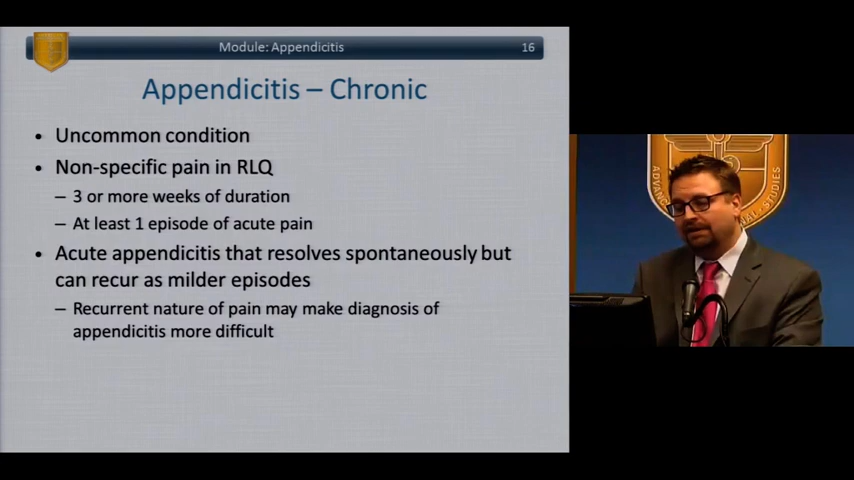 Module: Appendicitis
16
Appendicitis – Chronic
• Uncommon condition
• Non-specific pain in RLQ
– 3 or more weeks of duration
– At least 1 episode of acute pain
• Acute appendicitis that resolves spontaneously but
can recur as milder episodes
– Recurrent nature of pain may make diagnosis of
appendicitis more difficult
STUDIES